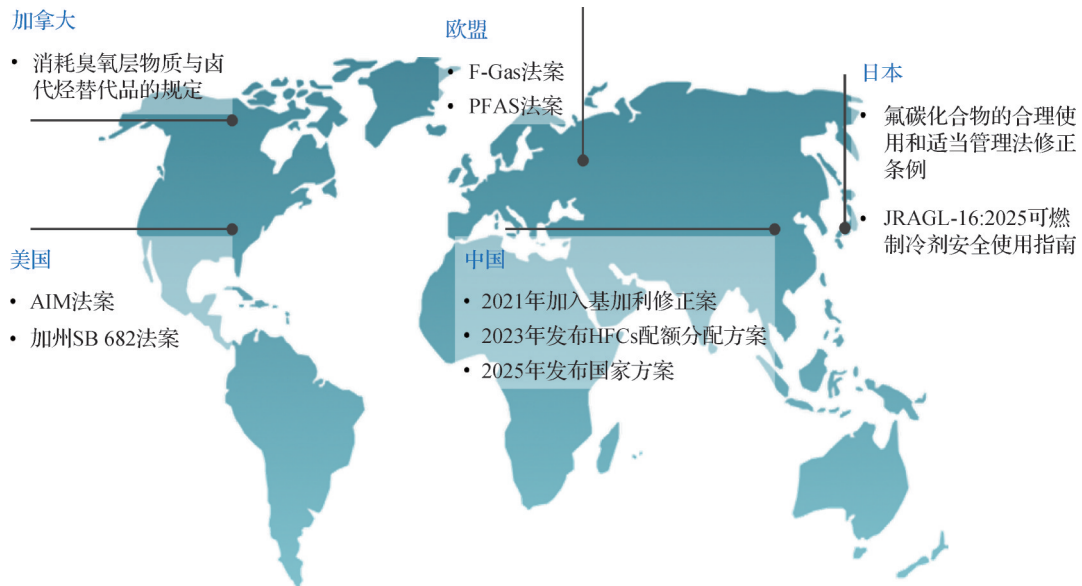 加拿大
• 消耗臭氧层物质与卤
代烃替代品的规定
欧盟
• F-Gas法案
• PFAS法案
日本
• 氟碳化合物的合理使
用和适当管理法修正
条例
• JRAGL-16:2025可燃
制冷剂安全使用指南
美国
• AIM法案
• 加州SB 682法案
中国
• 2021年加入基加利修正案
• 2023年发布HFCs配额分配方案
• 2025年发布国家方案